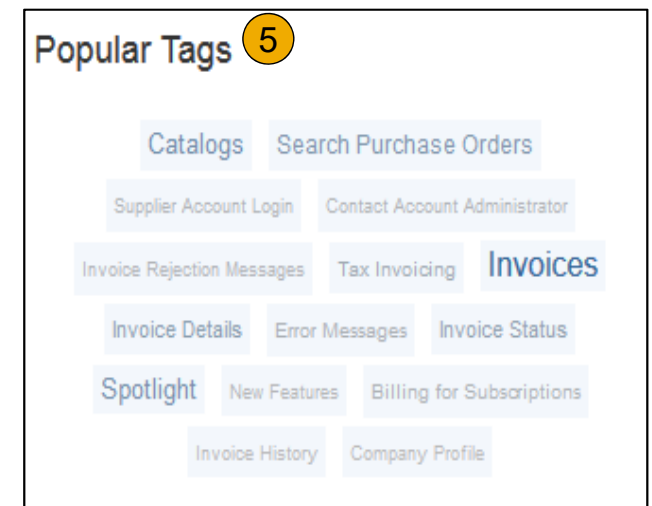 Popular Tags 5
Catalogs Search Purchase Orders
Supplier Account Login Contact Account Administrator
Invoice Rejection Messages Tax Invoicing Invoices
Invoice Details Error Messages Invoice Status
Spotlight New Features Billing for Subscriptions
Invoice History Company Profile